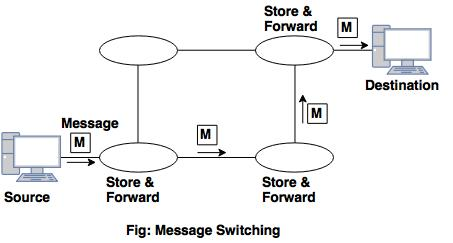 Store &
Forward
M
Destination
Message
M
M
M
Source
Store &
Forward
Store &
Forward
Fig: Message Switching